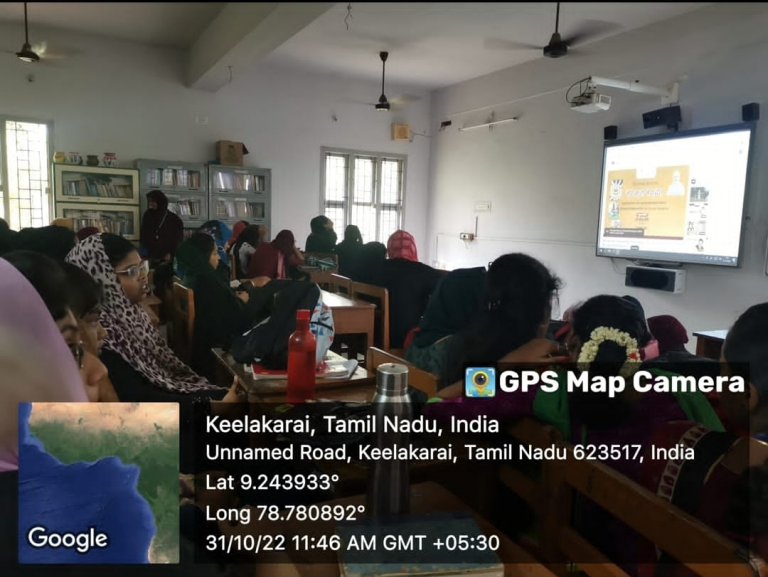 GPS Map Camera
Keelakarai, Tamil Nadu, India
Unnamed Road, Keelakarai, Tamil Nadu 623517, India
Lat 9.243933°
Long 78.780892°
31/10/22 11:46 AM GMT +05:30
Google